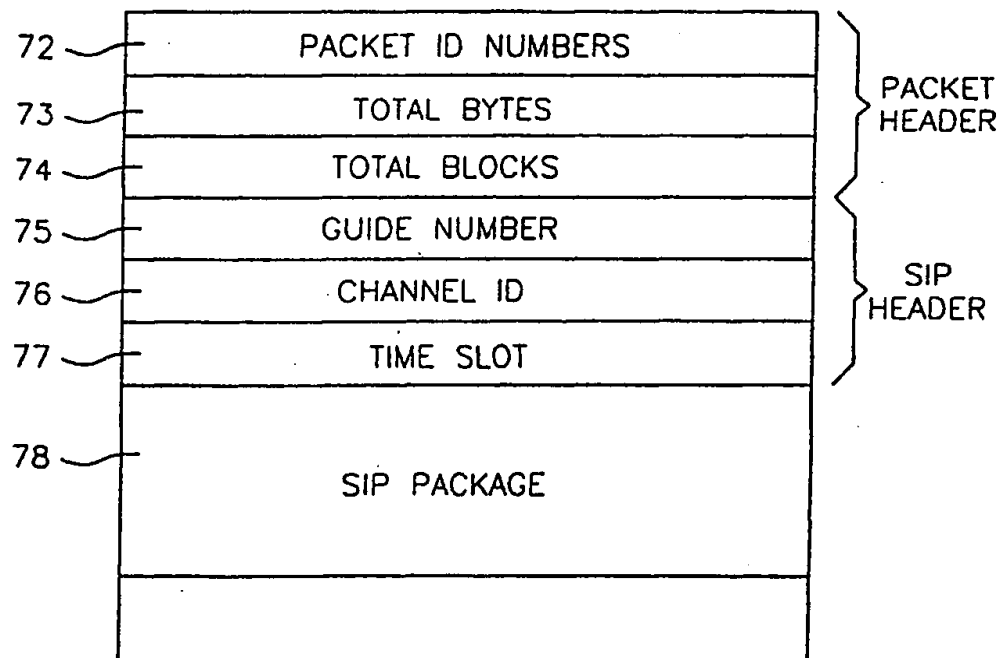 72 PACKET ID NUMBERS
73 TOTAL BYTES
74 TOTAL BLOCKS
PACKET
HEADER
75 GUIDE NUMBER
76 CHANNEL ID
77 TIME SLOT
SIP
HEADER
78 SIP PACKAGE